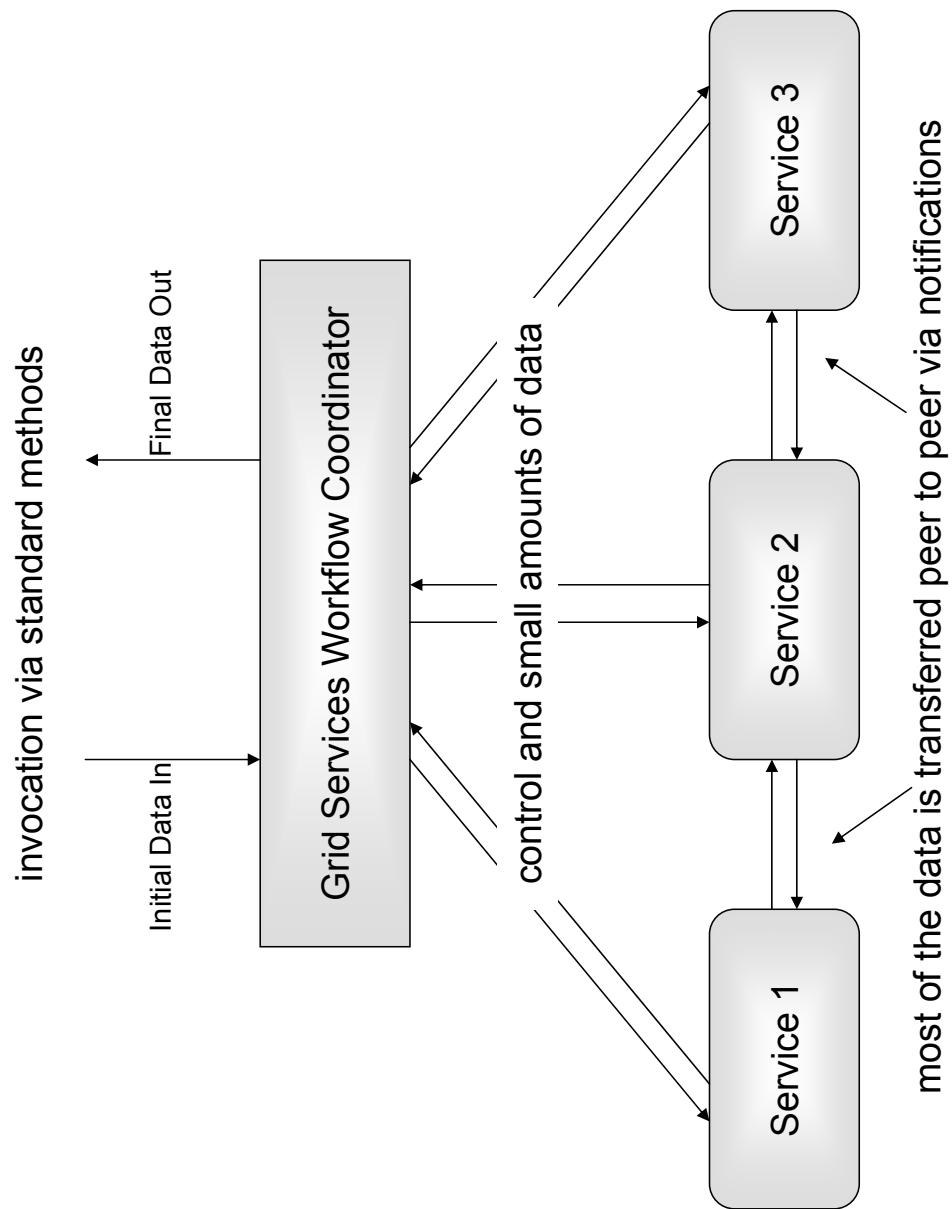 invocation via standard methods
Initial Data In
Final Data Out
Grid Services Workflow Coordinator
control and small amounts of data
Service 1
Service 2
Service 3
most of the data is transferred peer to peer via notifications